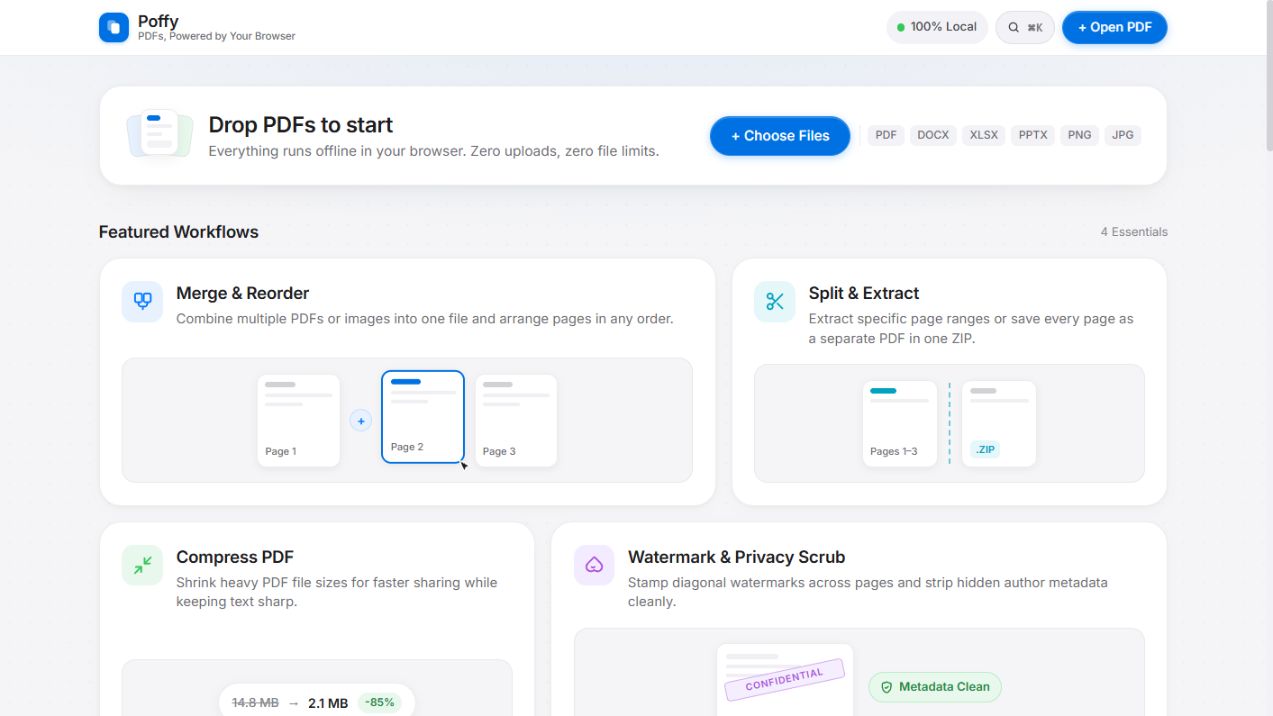 Poffy
PDFs, Powered by Your Browser
100% Local
⌘K
+ Open PDF
Drop PDFs to start
Everything runs offline in your browser. Zero uploads, zero file limits.
+ Choose Files
PDF
DOCX
XLSX
PPTX
PNG
JPG
Featured Workflows
4 Essentials
Merge & Reorder
Combine multiple PDFs or images into one file and arrange pages in any order.
Page 1
+
Page 2
Page 3
Split & Extract
Extract specific page ranges or save every page as
a separate PDF in one ZIP.
Pages 1–3
.ZIP
Compress PDF
Shrink heavy PDF file sizes for faster sharing while
keeping text sharp.
14.8 MB → 2.1 MB -85%
Watermark & Privacy Scrub
Stamp diagonal watermarks across pages and strip hidden author metadata
cleanly.
CONFIDENTIAL
Metadata Clean